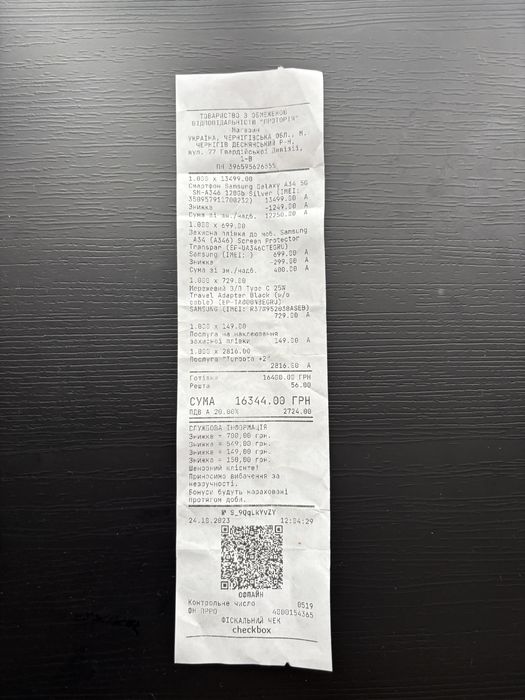 ТОВАРИСТВО З ОБМЕЖЕНОЮ
ВІДПОВІДАЛЬНІСТЮ "ПРОТОРІЯ"
Магазин
УКРАЇНА, ЧЕРНІГІВСЬКА ОБЛ., М.
ЧЕРНІГІВ ДЕСНЯНСЬКИЙ Р-Н,
вул. 77 Гвардійської Дивізії,
1-В
ПН 396595626555
1.000 x 13499.00
Смартфон Samsung Galaxy A34 5G
SM-A346 128Gb Silver (IMEI:
350957911700232) 13499.00 А
Знижка -1249.00 А
Сума зі зн./надб. 12250.00 А
1.000 x 699.00
Захисна плівка до моб. Samsung
A34 (A346) Screen Protector
Transpar (EF-UA346CTEGRU)
Samsung (IMEI: ) 699.00 А
Знижка -299.00 А
Сума зі зн./надб. 400.00 А
1.000 x 729.00
Мережевий З/П Type C 25W
Travel Adapter Black (w/o
cable) (EP-TA800NBEGRU)
SAMSUNG (IMEI: R37R952038ASEB)
729.00 А
1.000 x 149.00
Послуга на наклеювання
захисної плівки 149.00 А
1.000 x 2816.00
Послуга "Турбота +2"
2816.00 А
Готівка 16400.00 ГРН
Решта 56.00
СУМА 16344.00 ГРН
ПДВ А 20.00% 2724.00
СЛУЖБОВА ІНФОРМАЦІЯ
Знижка = 700,00 грн.
Знижка = 549,00 грн.
Знижка = 149,00 грн.
Знижка = 150,00 грн.
Шановний клієнте!
Приносимо вибачення за
незручності.
Бонуси будуть нараховані
протягом доби.
№ S_9QqLkYvZY
24.10.2023 12:04:29
ОФЛАЙН
Контрольне число 0519
ФН ПРРО 4000154365
ФІСКАЛЬНИЙ ЧЕК
checkbox